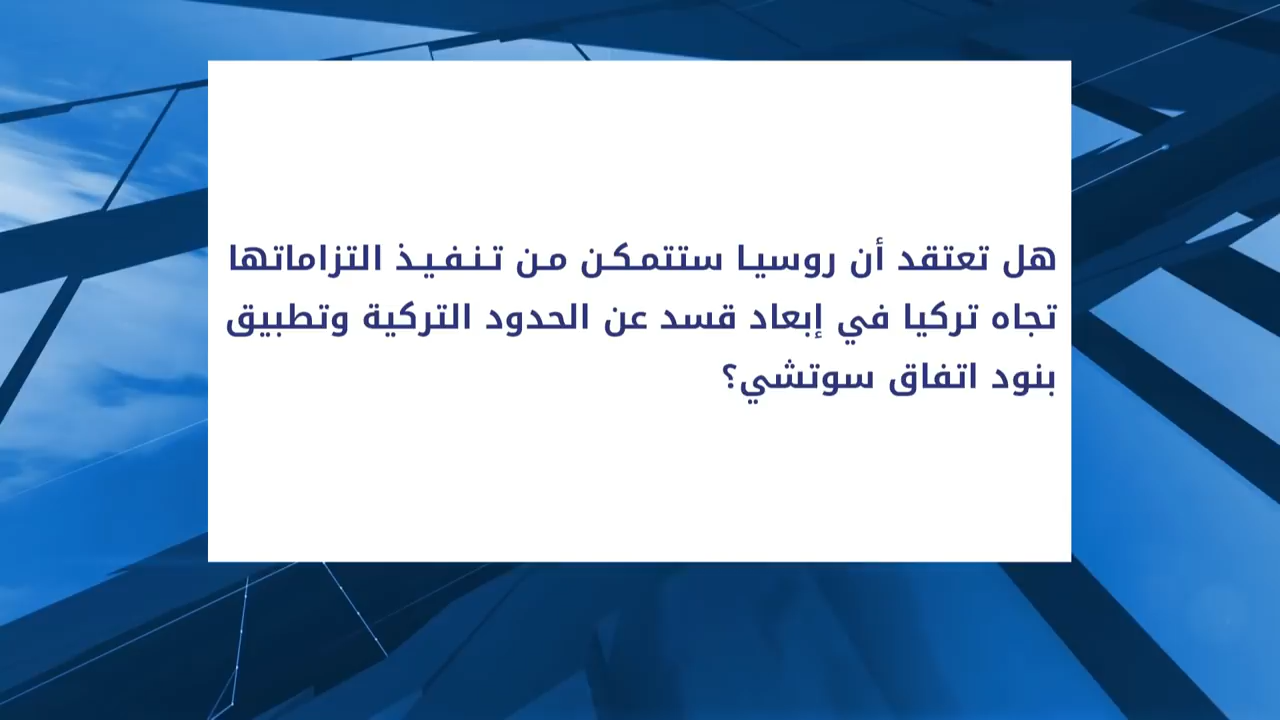 هل تعتقد أن روسيا ستتمكن من تنفيذ التزاماتها
تجاه تركيا في إبعاد قسد عن الحدود التركية وتطبيق
بنود اتفاق سوتشي؟